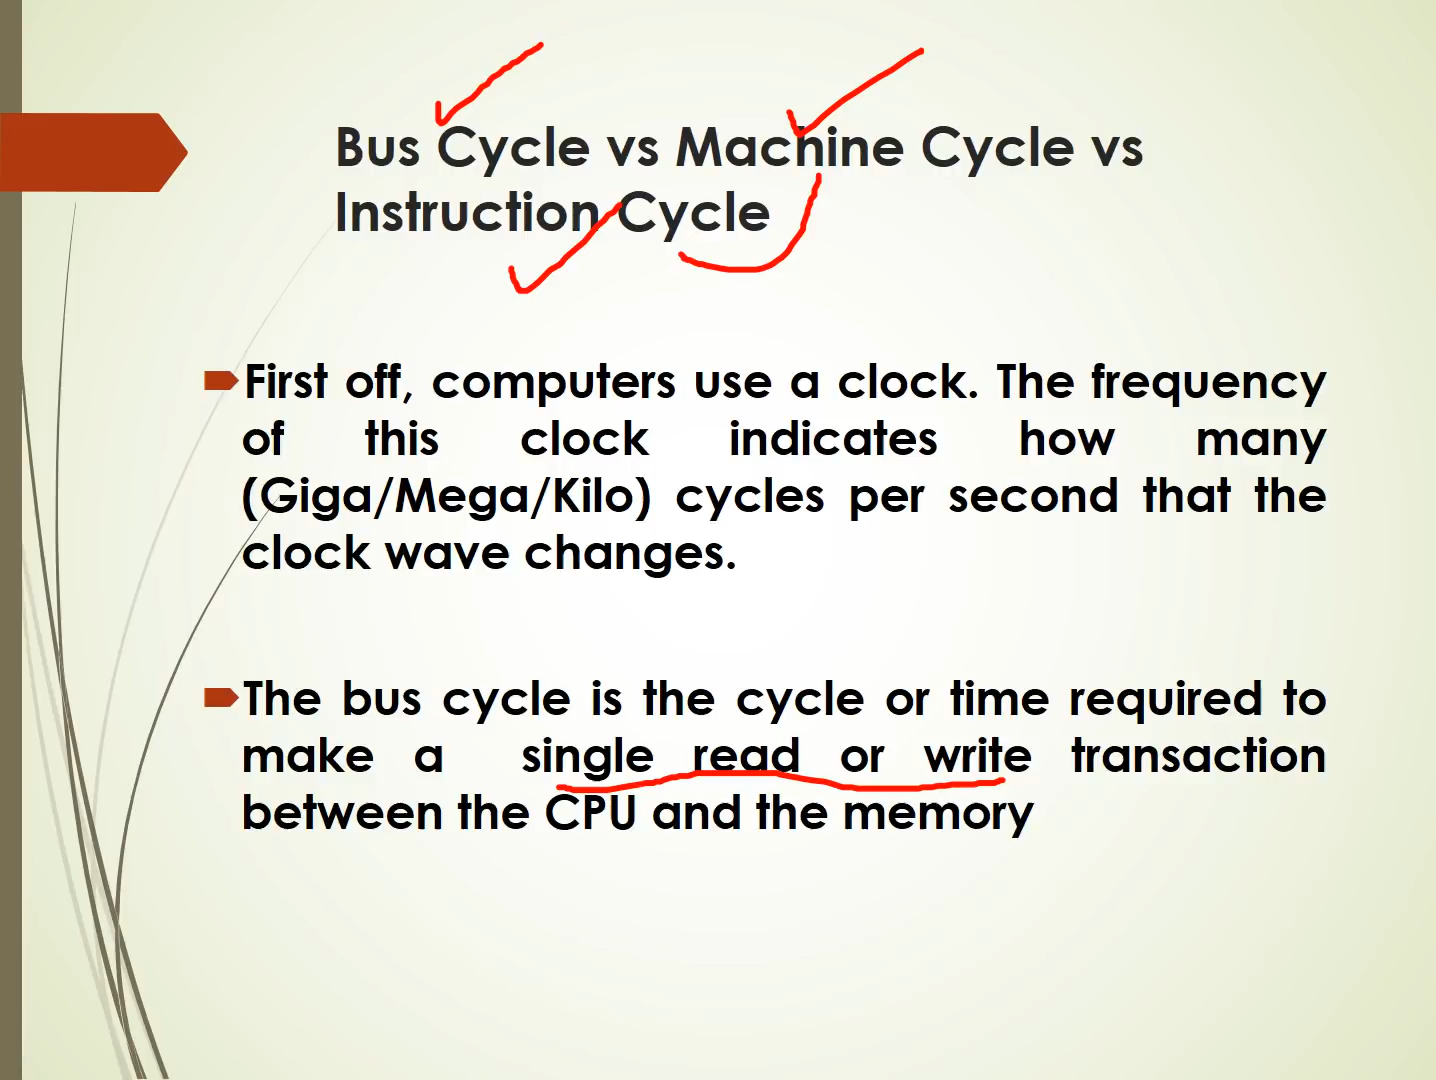 Bus Cycle vs Machine Cycle vs
Instruction Cycle
First off, computers use a clock. The frequency
of this clock indicates how many
(Giga/Mega/Kilo) cycles per second that the
clock wave changes.
The bus cycle is the cycle or time required to
make a single read or write transaction
between the CPU and the memory